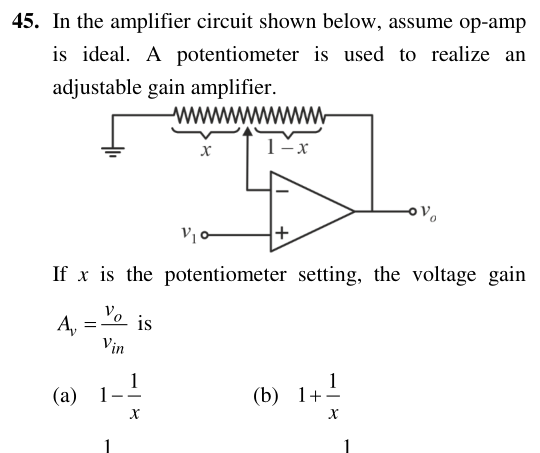 45. In the amplifier circuit shown below, assume op-amp
is ideal. A potentiometer is used to realize an
adjustable gain amplifier.
x
1 – x
–
v₁
+
vₒ
If x is the potentiometer setting, the voltage gain
Aᵥ = vₒ / vᵢₙ is
(a) 1 – 1/x (b) 1 + 1/x
1 1